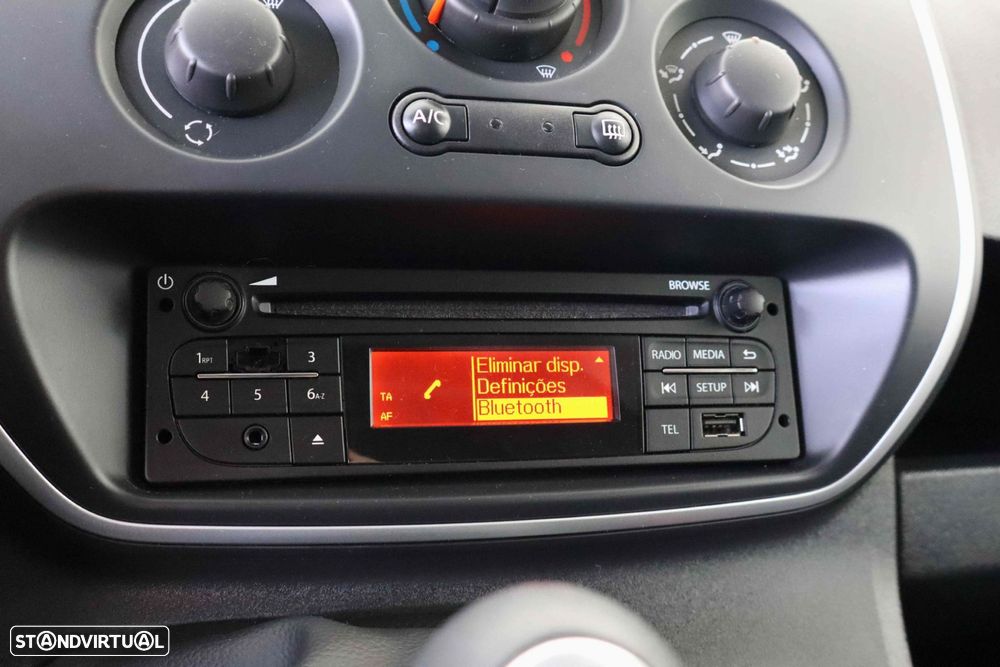 A/C
BROWSE
1RPT 3
4 5 6A-Z
TA
AF
Eliminar disp.
Definições
Bluetooth
RADIO MEDIA
SETUP
TEL
STANDVIRTUAL